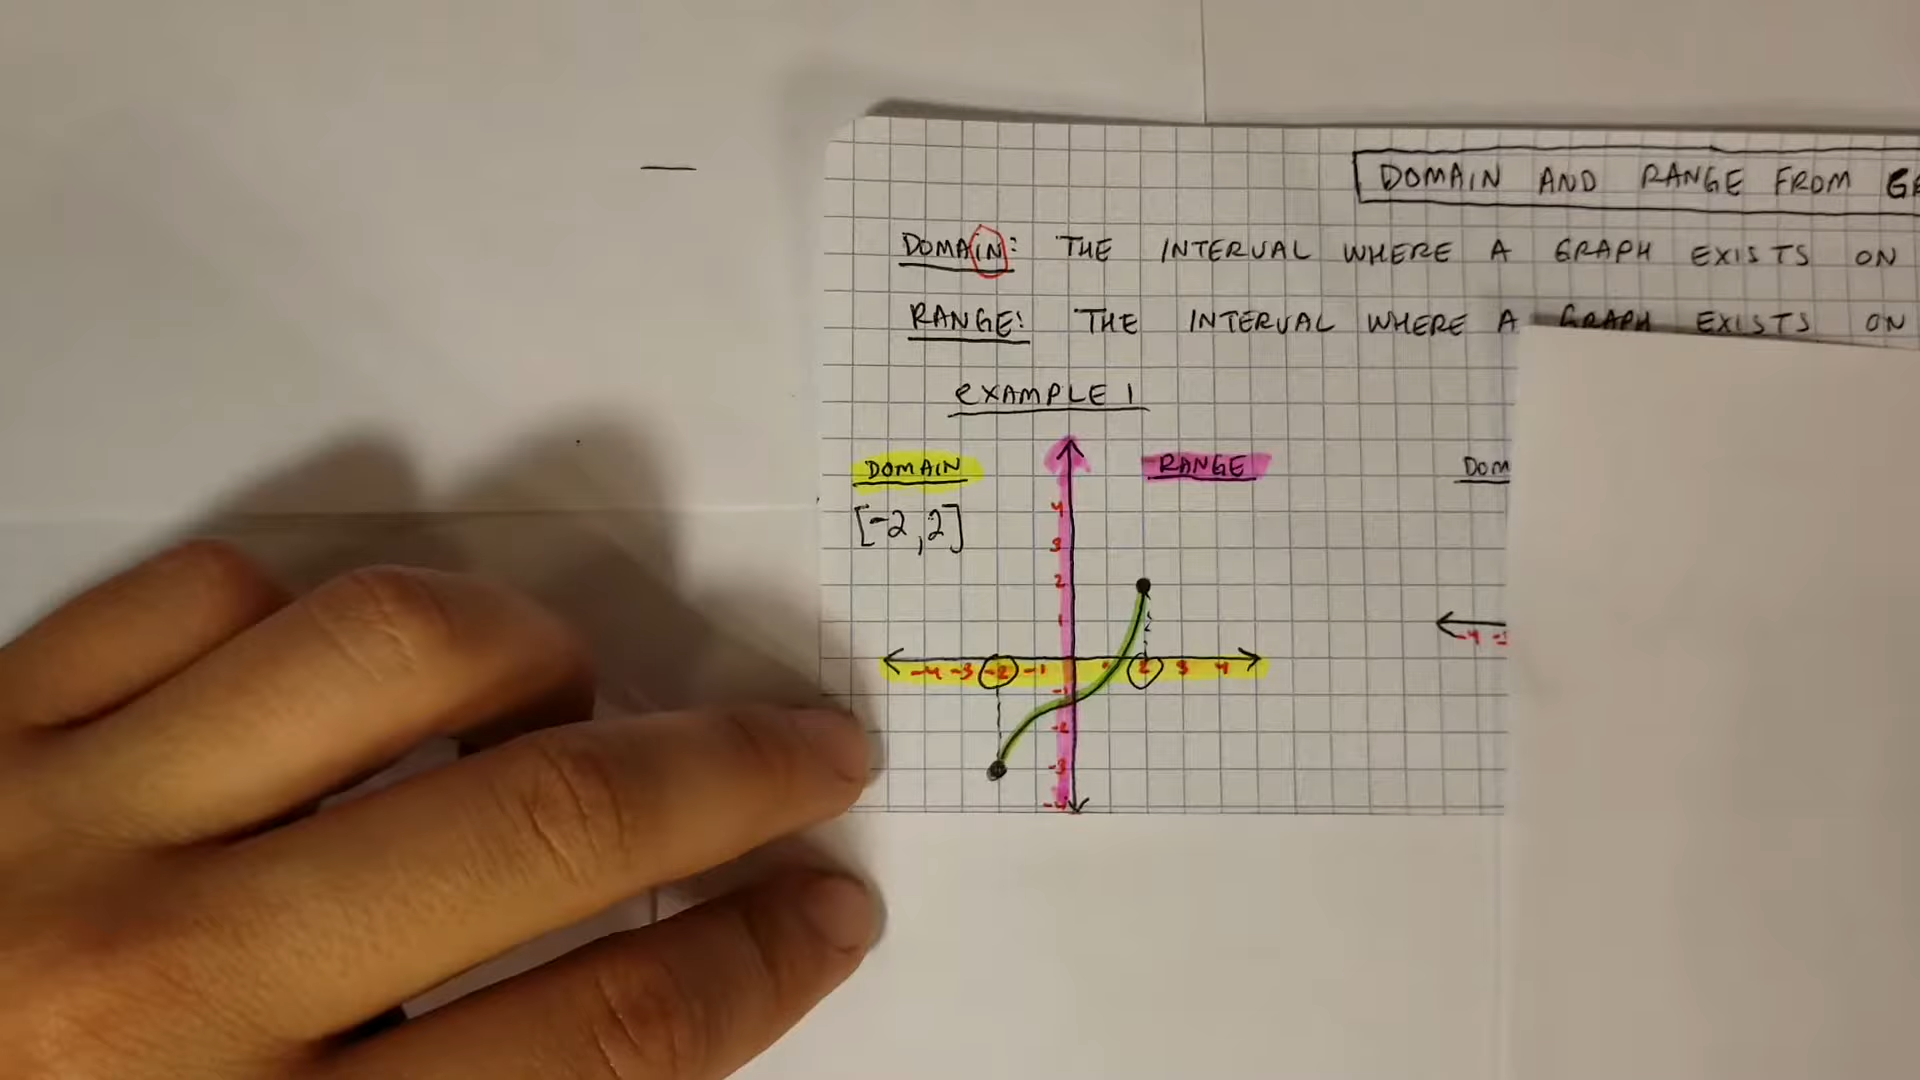 DOMAIN AND RANGE FROM
DOMAIN: THE INTERVAL WHERE A GRAPH EXISTS ON
RANGE: THE INTERVAL WHERE A GRAPH EXISTS ON
eXAMPLE 1
DOMAIN
RANGE
[-2,2]
4
3
2
1
-4 -3 -2 -1 2 3 4
-1
-2
-3
-4
DOM
-4